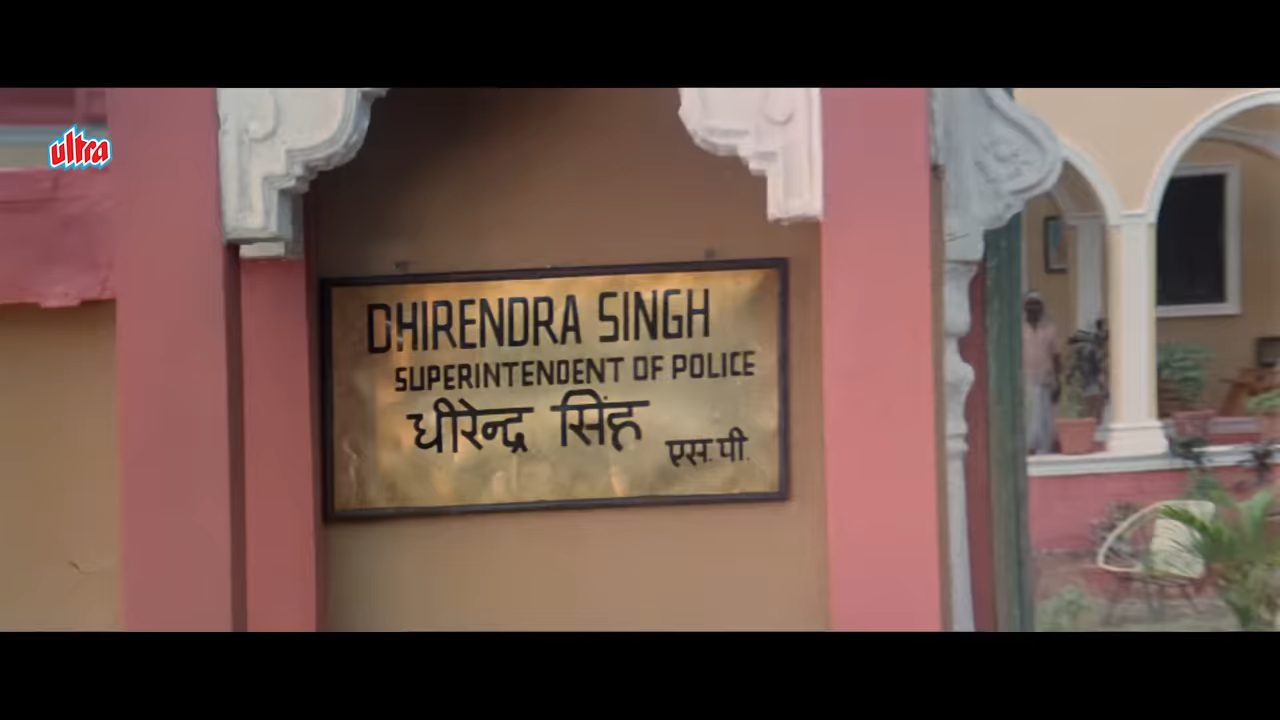 ultra
DHIRENDRA SINGH
SUPERINTENDENT OF POLICE
धीरेन्द्र सिंह
एस. पी.